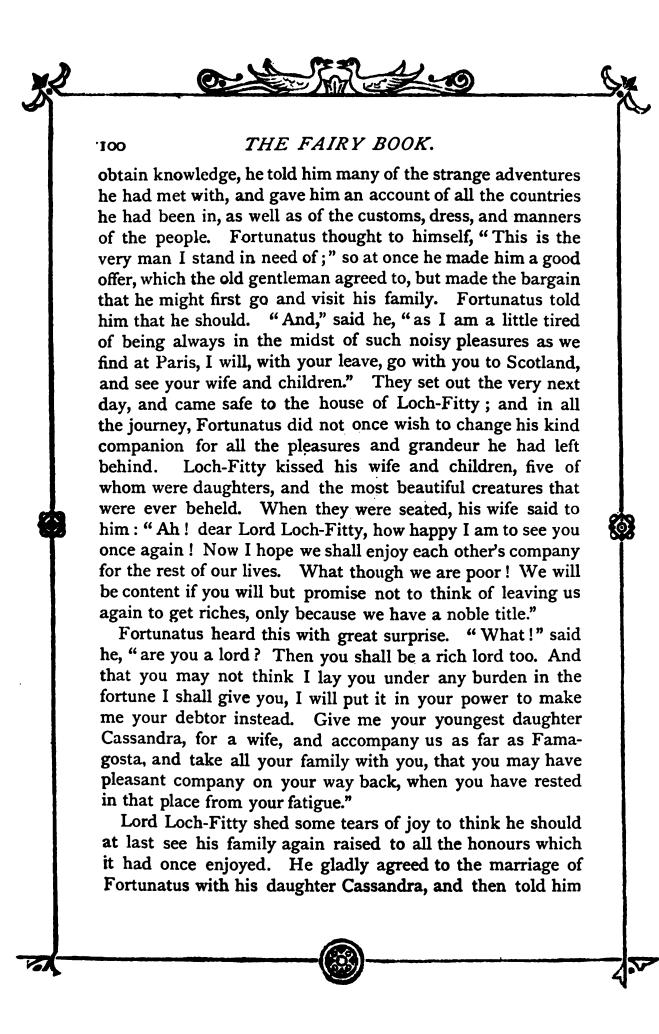 100 THE FAIRY BOOK.
obtain knowledge, he told him many of the strange adventures
he had met with, and gave him an account of all the countries
he had been in, as well as of the customs, dress, and manners
of the people. Fortunatus thought to himself, “This is the
very man I stand in need of;” so at once he made him a good
offer, which the old gentleman agreed to, but made the bargain
that he might first go and visit his family. Fortunatus told
him that he should. “And,” said he, “as I am a little tired
of being always in the midst of such noisy pleasures as we
find at Paris, I will, with your leave, go with you to Scotland,
and see your wife and children.” They set out the very next
day, and came safe to the house of Loch-Fitty; and in all
the journey, Fortunatus did not once wish to change his kind
companion for all the pleasures and grandeur he had left
behind. Loch-Fitty kissed his wife and children, five of
whom were daughters, and the most beautiful creatures that
were ever beheld. When they were seated, his wife said to
him: “Ah! dear Lord Loch-Fitty, how happy I am to see you
once again! Now I hope we shall enjoy each other's company
for the rest of our lives. What though we are poor! We will
be content if you will but promise not to think of leaving us
again to get riches, only because we have a noble title.”
Fortunatus heard this with great surprise. “What!” said
he, “are you a lord? Then you shall be a rich lord too. And
that you may not think I lay you under any burden in the
fortune I shall give you, I will put it in your power to make
me your debtor instead. Give me your youngest daughter
Cassandra, for a wife, and accompany us as far as Fama-
gosta, and take all your family with you, that you may have
pleasant company on your way back, when you have rested
in that place from your fatigue.”
Lord Loch-Fitty shed some tears of joy to think he should
at last see his family again raised to all the honours which
it had once enjoyed. He gladly agreed to the marriage of
Fortunatus with his daughter Cassandra, and then told him